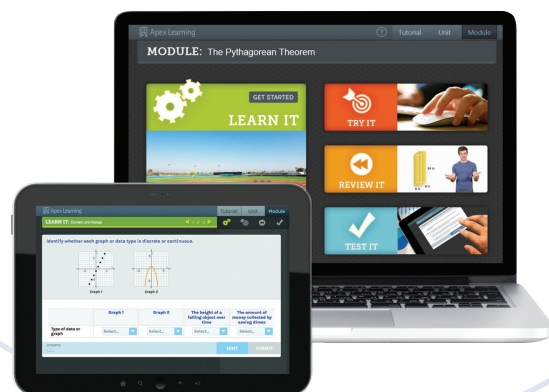 Apex Learning
? Tutorial Unit Module
MODULE: The Pythagorean Theorem
GET STARTED
LEARN IT
TRY IT
REVIEW IT
TEST IT
Apex Learning
Tutorial Unit Module
LEARN IT: Domain and Range
Identify whether each graph or data type is discrete or continuous.
Graph 1 Graph 2
Graph 1 Graph 2 The height of a falling object over time The amount of money collected by saving dimes
Type of data or graph Select... Select... Select... Select...
HINT SUBMIT